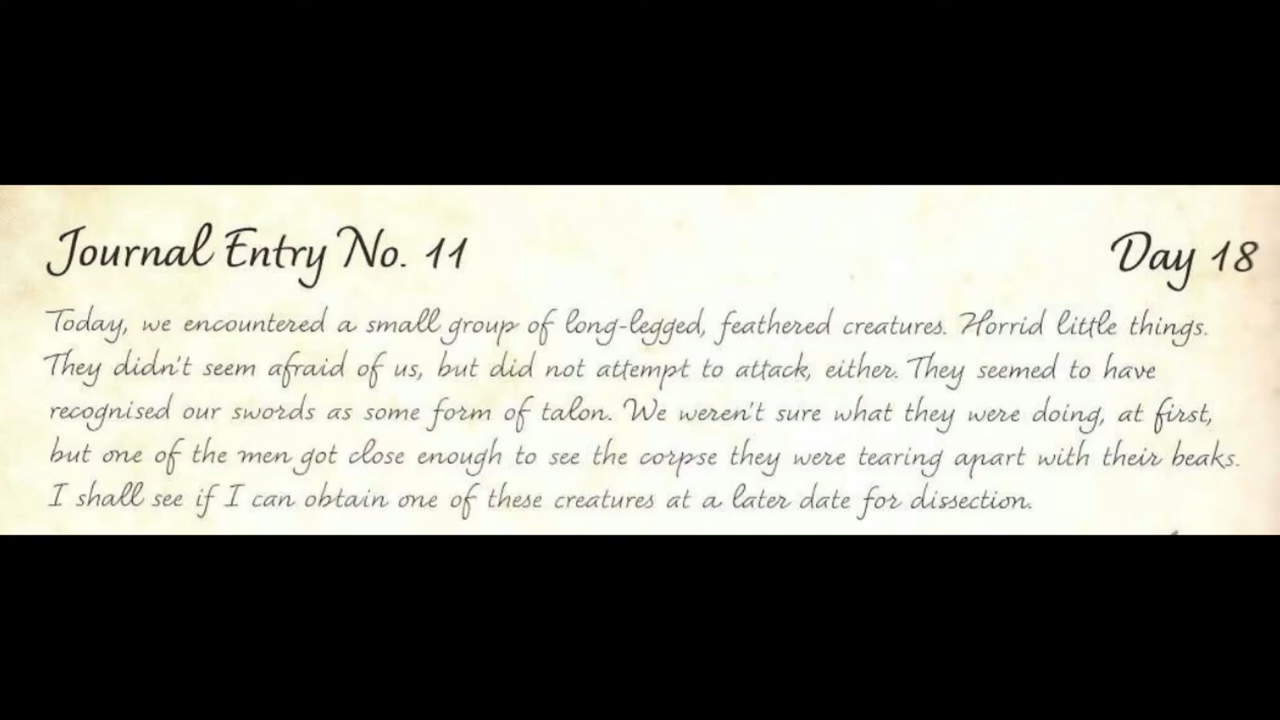 Journal Entry No. 11 Day 18
Today, we encountered a small group of long-legged, feathered creatures. Horrid little things.
They didn't seem afraid of us, but did not attempt to attack, either. They seemed to have
recognised our swords as some form of talon. We weren't sure what they were doing, at first,
but one of the men got close enough to see the corpse they were tearing apart with their beaks.
I shall see if I can obtain one of these creatures at a later date for dissection.